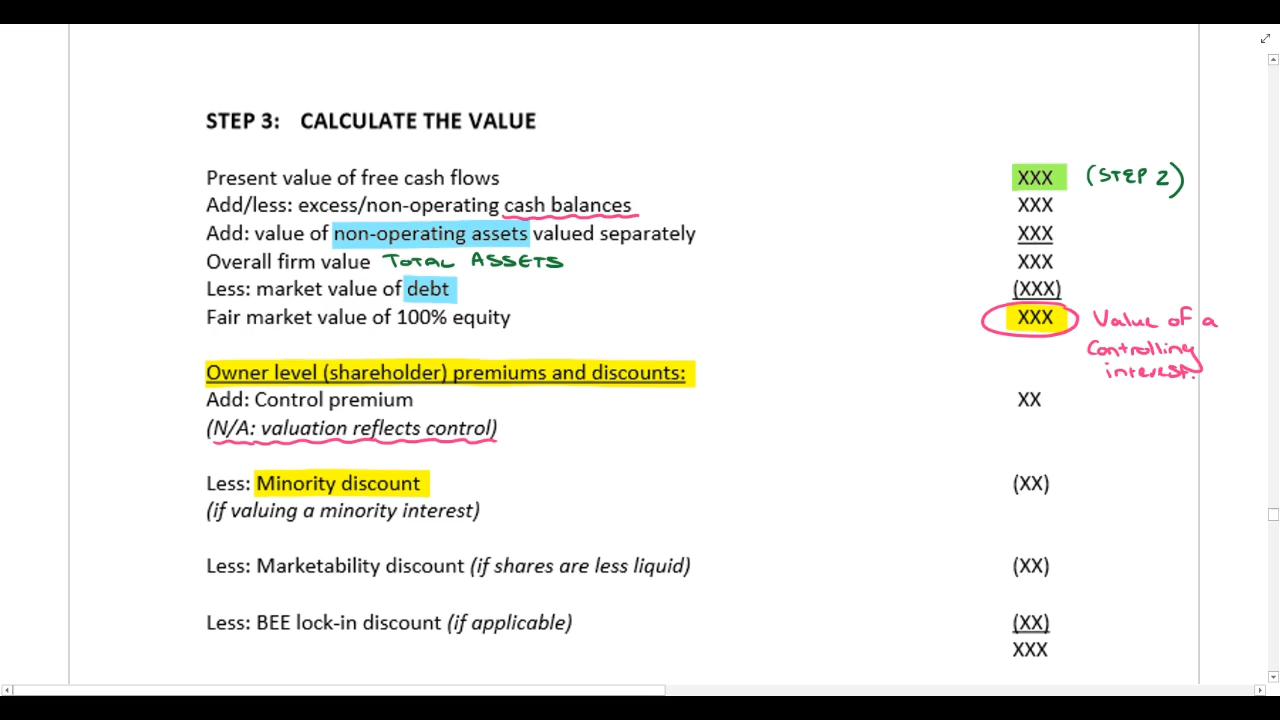 STEP 3: CALCULATE THE VALUE
Present value of free cash flows XXX (STEP 2)
Add/less: excess/non-operating cash balances XXX
Add: value of non-operating assets valued separately XXX
Overall firm value TOTAL ASSETS XXX
Less: market value of debt (XXX)
Fair market value of 100% equity XXX Value of a
controlling
interest.
Owner level (shareholder) premiums and discounts:
Add: Control premium XX
(N/A: valuation reflects control)
Less: Minority discount (XX)
(if valuing a minority interest)
Less: Marketability discount (if shares are less liquid) (XX)
Less: BEE lock-in discount (if applicable) (XX)
XXX